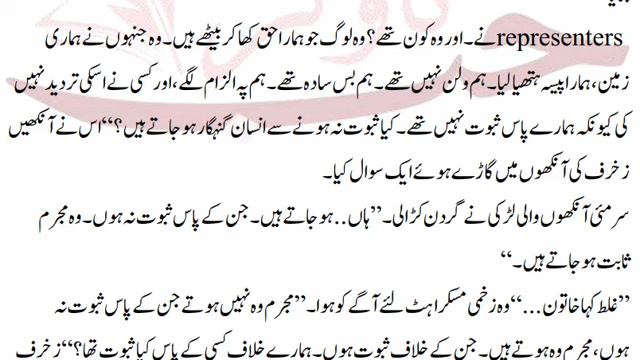 representers نے۔ اور وہ کون تھے؟ وہ لوگ جو ہمارا حق کھا کر بیٹھے ہیں۔ وہ جنہوں نے ہماری
زمین، ہمارا پیسہ ہتھیا لیا۔ ہم ولن نہیں تھے۔ ہم بس سادہ تھے۔ ہم پہ الزام لگے، اور کسی نے اسکی تردید نہیں
کی کیونکہ ہمارے پاس ثبوت نہیں تھے۔ کیا ثبوت نہ ہونے سے انسان گنہگار ہو جاتے ہیں؟“ اس نے آنکھیں
زخرف کی آنکھوں میں گاڑے ہوئے ایک سوال کیا۔
سرمئی آنکھوں والی لڑکی نے گردن کڑالی۔ ”ہاں.. ہو جاتے ہیں۔ جن کے پاس ثبوت نہ ہوں۔ وہ مجرم
ثابت ہو جاتے ہیں۔“
”غلط کہا خاتون...“ وہ زخمی مسکراہٹ لئے آگے کو ہوا۔ ”مجرم وہ نہیں ہوتے جن کے پاس ثبوت نہ
ہوں، مجرم وہ ہوتے ہیں۔ جن کے خلاف ثبوت ہوں۔ ہمارے خلاف کسی کے پاس کیا ثبوت تھا؟“ زخرف